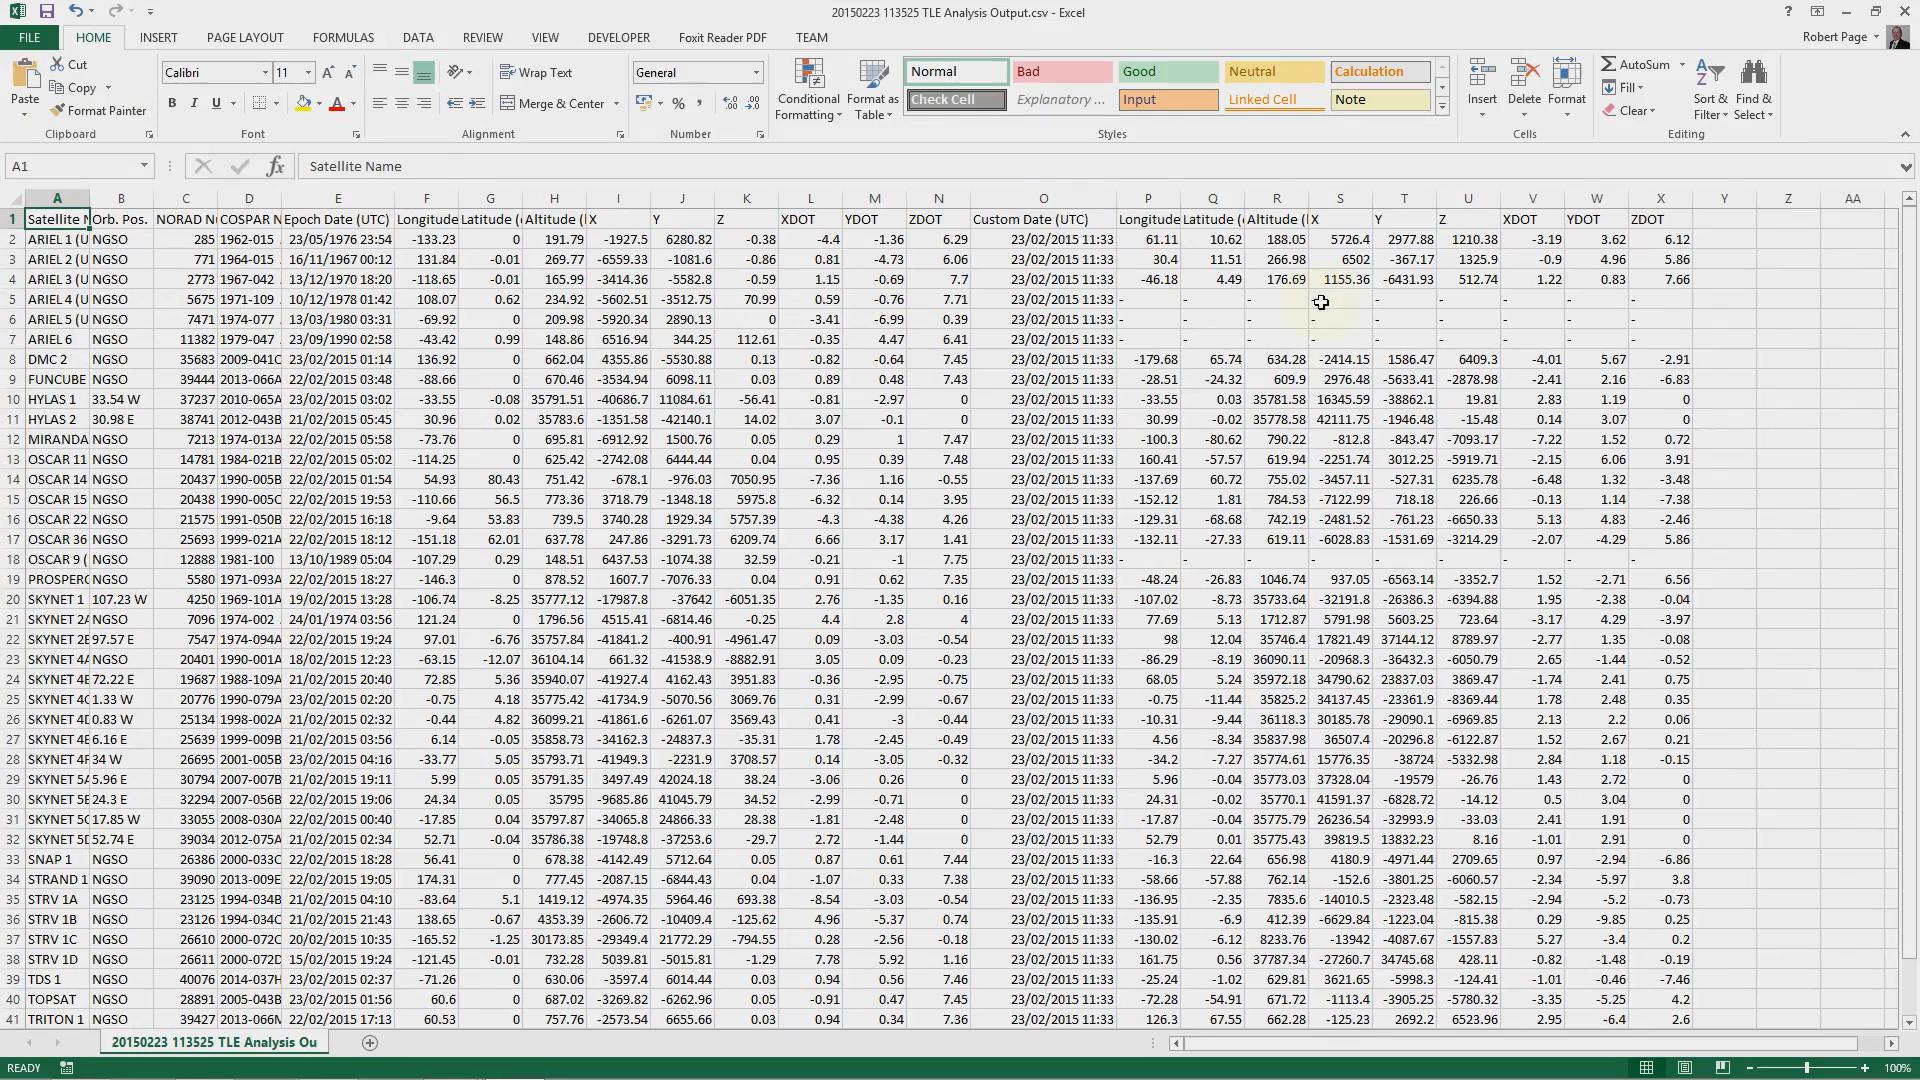 20150223 113525 TLE Analysis Output.csv - Excel
FILE HOME INSERT PAGE LAYOUT FORMULAS DATA REVIEW VIEW DEVELOPER Foxit Reader PDF TEAM Robert Page
Paste Cut Copy Format Painter Clipboard
Calibri 11 B I U Font
Wrap Text Merge & Center Alignment
General % Number
Conditional Formatting Format as Table
Normal Bad Good Neutral Calculation
Check Cell Explanatory ... Input Linked Cell Note
Styles
Insert Delete Format Cells
AutoSum Fill Clear Sort & Filter Find & Select Editing
A1 fx Satellite Name
A B C D E F G H I J K L M N O P Q R S T U V W X Y Z AA
1 Satellite N Orb. Pos. NORAD Nu COSPAR N Epoch Date (UTC) Longitude Latitude ( Altitude ( X Y Z XDOT YDOT ZDOT Custom Date (UTC) Longitude Latitude ( Altitude ( X Y Z XDOT YDOT ZDOT
2 ARIEL 1 (U NGSO 285 1962-015 23/05/1976 23:54 -133.23 0 191.79 -1927.5 6280.82 -0.38 -4.4 -1.36 6.29 23/02/2015 11:33 61.11 10.62 188.05 5726.4 2977.88 1210.38 -3.19 3.62 6.12
3 ARIEL 2 (U NGSO 771 1964-015 16/11/1967 00:12 131.84 -0.01 269.77 -6559.33 -1081.6 -0.86 0.81 -4.73 6.06 23/02/2015 11:33 30.4 11.51 266.98 6502 -367.17 1325.9 -0.9 4.96 5.86
4 ARIEL 3 (U NGSO 2773 1967-042 13/12/1970 18:20 -118.65 -0.01 165.99 -3414.36 -5582.8 -0.59 1.15 -0.69 7.7 23/02/2015 11:33 -46.18 4.49 176.69 1155.36 -6431.93 512.74 1.22 0.83 7.66
5 ARIEL 4 (U NGSO 5675 1971-109 10/12/1978 01:42 108.07 0.62 234.92 -5602.51 -3512.75 70.99 0.59 -0.76 7.71 23/02/2015 11:33 - - - - - - - - -
6 ARIEL 5 (U NGSO 7471 1974-077 13/03/1980 03:31 -69.92 0 209.98 -5920.34 2890.13 0 -3.41 -6.99 0.39 23/02/2015 11:33 - - - - - - - - -
7 ARIEL 6 NGSO 11382 1979-047 23/09/1990 02:58 -43.42 0.99 148.86 6516.94 344.25 112.61 -0.35 4.47 6.41 23/02/2015 11:33 - - - - - - - - -
8 DMC 2 NGSO 35683 2009-041C 23/02/2015 01:14 136.92 0 662.04 4355.86 -5530.88 0.13 -0.82 -0.64 7.45 23/02/2015 11:33 -179.68 65.74 634.28 -2414.15 1586.47 6409.3 -4.01 5.67 -2.91
9 FUNCUBE NGSO 39444 2013-066A 22/02/2015 03:48 -88.66 0 670.46 -3534.94 6098.11 0.03 0.89 0.48 7.43 23/02/2015 11:33 -28.51 -24.32 609.9 2976.48 -5633.41 -2878.98 -2.41 2.16 -6.83
10 HYLAS 1 33.54 W 37237 2010-065A 23/02/2015 03:02 -33.55 -0.08 35791.51 -40686.7 11084.61 -56.41 -0.81 -2.97 0 23/02/2015 11:33 -33.55 0.03 35781.58 16345.59 -38862.1 19.81 2.83 1.19 0
11 HYLAS 2 30.98 E 38741 2012-043B 21/02/2015 05:45 30.96 0.02 35783.6 -1351.58 -42140.1 14.02 3.07 -0.1 0 23/02/2015 11:33 30.99 -0.02 35778.58 42111.75 -1946.48 -15.48 0.14 3.07 0
12 MIRANDA NGSO 7213 1974-013A 22/02/2015 05:58 -73.76 0 695.81 -6912.92 1500.76 0.05 0.29 1 7.47 23/02/2015 11:33 -100.3 -80.62 790.22 -812.8 -843.47 -7093.17 -7.22 1.52 0.72
13 OSCAR 11 NGSO 14781 1984-021B 22/02/2015 05:02 -114.25 0 625.42 -2742.08 6444.44 0.04 0.95 0.39 7.48 23/02/2015 11:33 160.41 -57.57 619.94 -2251.74 3012.25 -5919.71 -2.15 6.06 3.91
14 OSCAR 14 NGSO 20437 1990-005B 22/02/2015 01:54 54.93 80.43 751.42 -678.1 -976.03 7050.95 -7.36 1.16 -0.55 23/02/2015 11:33 -137.69 60.72 755.02 -3457.11 -527.31 6235.78 -6.48 1.32 -3.48
15 OSCAR 15 NGSO 20438 1990-005C 22/02/2015 19:53 -110.66 56.5 773.36 3718.79 -1348.18 5975.8 -6.32 0.14 3.95 23/02/2015 11:33 -152.12 1.81 784.53 -7122.99 718.18 226.66 -0.13 1.14 -7.38
16 OSCAR 22 NGSO 21575 1991-050B 22/02/2015 16:18 -9.64 53.83 739.5 3740.28 1929.34 5757.39 -4.3 -4.38 4.26 23/02/2015 11:33 -129.31 -68.68 742.19 -2481.52 -761.23 -6650.33 5.13 4.83 -2.46
17 OSCAR 36 NGSO 25693 1999-021A 22/02/2015 18:12 -151.18 62.01 637.78 247.86 -3291.73 6209.74 6.66 3.17 1.41 23/02/2015 11:33 -132.11 -27.33 619.11 -6028.83 -1531.69 -3214.29 -2.07 -4.29 5.86
18 OSCAR 9 ( NGSO 12888 1981-100 13/10/1989 05:04 -107.29 0.29 148.51 6437.53 -1074.38 32.59 -0.21 -1 7.75 23/02/2015 11:33 - - - - - - - - -
19 PROSPERO NGSO 5580 1971-093A 22/02/2015 18:27 -146.3 0 878.52 1607.7 -7076.33 0.04 0.91 0.62 7.35 23/02/2015 11:33 -48.24 -26.83 1046.74 937.05 -6563.14 -3352.7 1.52 -2.71 6.56
20 SKYNET 1 107.23 W 4250 1969-101A 19/02/2015 13:28 -106.74 -8.25 35777.12 -17987.8 -37642 -6051.35 2.76 -1.35 0.16 23/02/2015 11:33 -107.02 -8.73 35733.64 -32191.8 -26386.3 -6394.88 1.95 -2.38 -0.04
21 SKYNET 2A NGSO 7096 1974-002 24/01/1974 03:56 121.24 0 1796.56 4515.41 -6814.46 -0.25 4.4 2.8 4 23/02/2015 11:33 77.69 5.13 1712.87 5791.98 5603.25 723.64 -3.17 4.29 -3.97
22 SKYNET 2B 97.57 E 7547 1974-094A 22/02/2015 19:24 97.01 -6.76 35757.84 -41841.2 -400.91 -4961.47 0.09 -3.03 -0.54 23/02/2015 11:33 98 12.04 35746.4 17821.49 37144.12 8789.97 -2.77 1.35 -0.08
23 SKYNET 4A NGSO 20401 1990-001A 18/02/2015 12:23 -63.15 -12.07 36104.14 661.32 -41538.9 -8882.91 3.05 0.09 -0.23 23/02/2015 11:33 -86.29 -8.19 36090.11 -20968.3 -36432.3 -6050.79 2.65 -1.44 -0.52
24 SKYNET 4B 72.22 E 19687 1988-109A 21/02/2015 20:40 72.85 5.36 35940.07 -41927.4 4162.43 3951.83 -0.36 -2.95 -0.75 23/02/2015 11:33 68.05 5.24 35972.18 34790.62 23837.03 3869.47 -1.74 2.41 0.75
25 SKYNET 4C 1.33 W 20776 1990-079A 23/02/2015 02:20 -0.75 4.18 35775.42 -41734.9 -5070.56 3069.76 0.31 -2.99 -0.67 23/02/2015 11:33 -0.75 -11.44 35825.2 34137.45 -23361.9 -8369.44 1.78 2.48 0.35
26 SKYNET 4D 0.83 W 25134 1998-002A 21/02/2015 02:32 -0.44 4.82 36099.21 -41861.6 -6261.07 3569.43 0.41 -3 -0.44 23/02/2015 11:33 -10.31 -9.44 36118.3 30185.78 -29090.1 -6969.85 2.13 2.2 0.06
27 SKYNET 4E 6.16 E 25639 1999-009B 21/02/2015 03:56 6.14 -0.05 35858.73 -34162.3 -24837.3 -35.31 1.78 -2.45 -0.49 23/02/2015 11:33 4.56 -8.34 35837.98 36507.4 -20296.8 -6122.87 1.52 2.67 0.21
28 SKYNET 4F 34 W 26695 2001-005B 23/02/2015 04:16 -33.77 5.05 35793.71 -41949.3 -2231.9 3708.57 0.14 -3.05 -0.32 23/02/2015 11:33 -34.2 -7.27 35774.61 15776.35 -38724 -5332.98 2.84 1.18 -0.15
29 SKYNET 5A 5.96 E 30794 2007-007B 21/02/2015 19:11 5.99 0.05 35791.35 3497.49 42024.18 38.24 -3.06 0.26 0 23/02/2015 11:33 5.96 -0.04 35773.03 37328.04 -19579 -26.76 1.43 2.72 0
30 SKYNET 5B 24.3 E 32294 2007-056B 22/02/2015 19:06 24.34 0.05 35795 -9685.86 41045.79 34.52 -2.99 -0.71 0 23/02/2015 11:33 24.31 -0.02 35770.1 41591.37 -6828.72 -14.12 0.5 3.04 0
31 SKYNET 5C 17.85 W 33055 2008-030A 22/02/2015 00:40 -17.85 0.04 35797.87 -34065.8 24866.33 28.38 -1.81 -2.48 0 23/02/2015 11:33 -17.87 -0.04 35775.79 26236.54 -32993.9 -33.03 2.41 1.91 0
32 SKYNET 5D 52.74 E 39034 2012-075A 21/02/2015 02:34 52.71 -0.04 35786.38 -19748.8 -37253.6 -29.7 2.72 -1.44 0 23/02/2015 11:33 52.79 0.01 35775.43 39819.5 13832.23 8.16 -1.01 2.91 0
33 SNAP 1 NGSO 26386 2000-033C 22/02/2015 18:28 56.41 0 678.38 -4142.49 5712.64 0.05 0.87 0.61 7.44 23/02/2015 11:33 -16.3 22.64 656.98 4180.9 -4971.44 2709.65 0.97 -2.94 -6.86
34 STRAND 1 NGSO 39090 2013-009E 22/02/2015 19:05 174.31 0 777.45 -2087.15 -6844.43 0.04 -1.07 0.33 7.38 23/02/2015 11:33 -58.66 -57.88 762.14 -152.6 -3801.25 -6060.57 -2.34 -5.97 3.8
35 STRV 1A NGSO 23125 1994-034B 21/02/2015 04:10 -83.64 5.1 1419.12 -4974.35 5964.46 693.38 -8.54 -3.03 -0.54 23/02/2015 11:33 -136.95 -2.35 7835.6 -14010.5 -2323.48 -582.15 -2.94 -5.2 -0.73
36 STRV 1B NGSO 23126 1994-034C 21/02/2015 21:43 138.65 -0.67 4353.39 -2606.72 -10409.4 -125.62 4.96 -5.37 0.74 23/02/2015 11:33 -135.91 -6.9 412.39 -6629.84 -1223.04 -815.38 0.29 -9.85 0.25
37 STRV 1C NGSO 26610 2000-072C 20/02/2015 10:35 -165.52 -1.25 30173.85 -29349.4 21772.29 -794.55 0.28 -2.56 -0.18 23/02/2015 11:33 -130.02 -6.12 8233.76 -13942 -4087.67 -1557.83 5.27 -3.4 0.2
38 STRV 1D NGSO 26611 2000-072D 15/02/2015 19:24 -121.45 -0.01 732.28 5039.81 -5015.81 -1.29 7.78 5.92 1.16 23/02/2015 11:33 161.75 0.56 37787.34 -27260.7 34745.68 428.11 -0.82 -1.48 -0.19
39 TDS 1 NGSO 40076 2014-037H 23/02/2015 02:37 -71.26 0 630.06 -3597.4 6014.44 0.03 0.94 0.56 7.46 23/02/2015 11:33 -25.24 -1.02 629.81 3621.65 -5998.3 -124.41 -1.01 -0.46 -7.46
40 TOPSAT NGSO 28891 2005-043B 23/02/2015 01:56 60.6 0 687.02 -3269.82 -6262.96 0.05 -0.91 0.47 7.45 23/02/2015 11:33 -72.28 -54.91 671.72 -1113.4 -3905.25 -5780.32 -3.35 -5.25 4.2
41 TRITON 1 NGSO 39427 2013-066M 22/02/2015 17:13 60.53 0 757.76 -2573.54 6655.66 0.03 0.94 0.34 7.36 23/02/2015 11:33 126.3 67.55 662.28 -125.23 2692.2 6523.96 2.95 -6.4 2.6
20150223 113525 TLE Analysis Ou
READY 100%